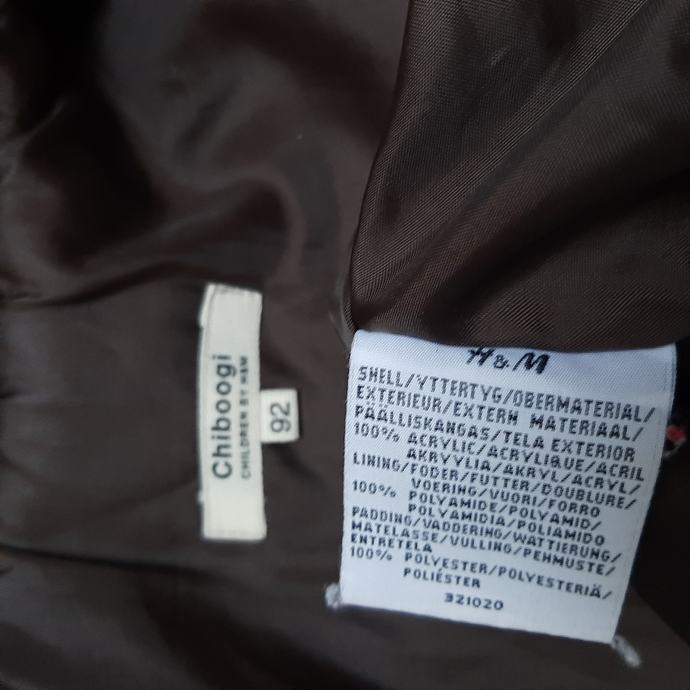 Chiboogi
CHILDREN BY H&M
92
H&M
SHELL/YTTERTYG/OBERMATERIAL/
EXTERIEUR/EXTERN MATERIAAL/
PÄÄLLISKANGAS/TELA EXTERIOR
100% ACRYLIC/ACRYLIQUE/ACRIL
AKRYYLIA/AKRYL/ACRYL/
LINING/FODER/FUTTER/DOUBLURE/
VOERING/VUORI/FORRO
100% POLYAMIDE/POLYAMID/
POLYAMIDIA/POLIAMIDO
PADDING/VADDERING/WATTIERUNG/
MATELASSE/VULLING/PEHMUSTE/
ENTRETELA
100% POLYESTER/POLYESTERIÄ/
POLIÉSTER
321020